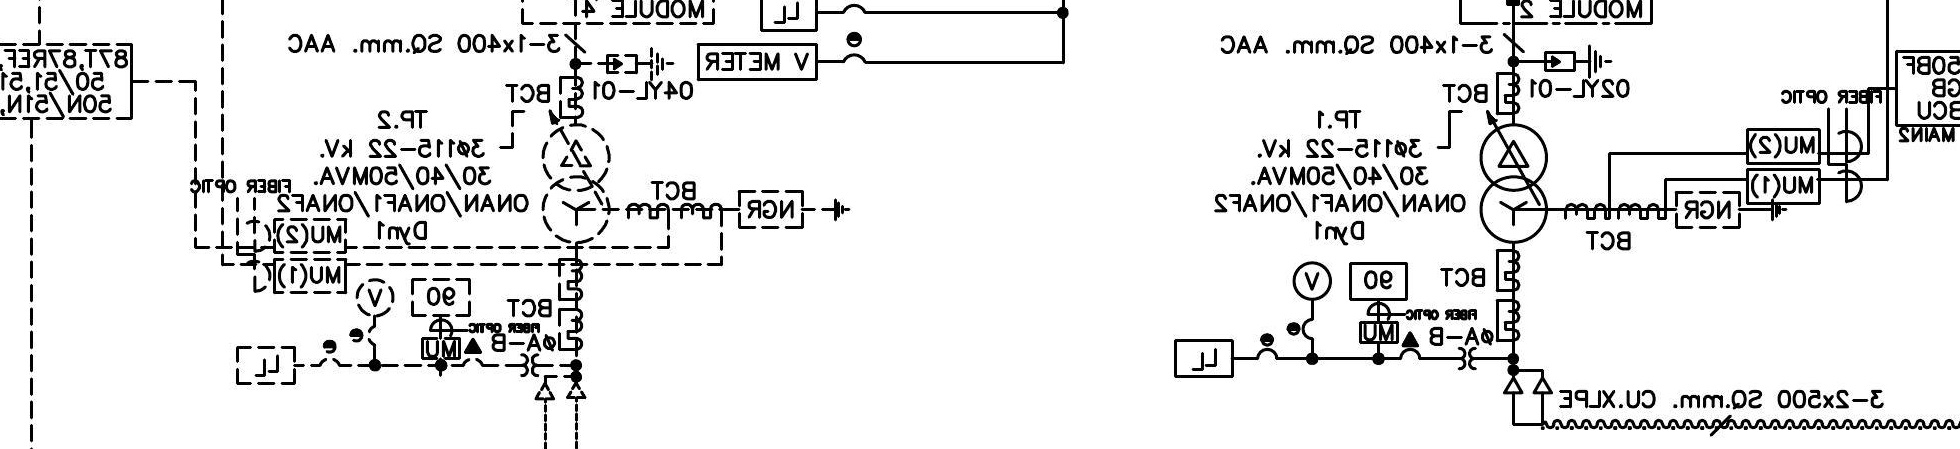 MODULE 4
LL
3-1x400 SQ.mm. AAC
V METER
87T,87REF,
50/51,51
50N/51N,
04YL-01
BCT
TP.2
3ø115-22 kV.
30/40/50MVA.
ONAN/ONAF1/ONAF2
Dyn1
FIBER OPTIC
BCT
NGR
MU(2)
MU(1)
V
90
BCT
FIBER OPTIC
MU
øA-B
LL
MODULE 2
3-1x400 SQ.mm. AAC
02YL-01
BCT
TP.1
3ø115-22 kV.
30/40/50MVA.
ONAN/ONAF1/ONAF2
Dyn1
50BF
BCU
MAIN2
FIBER OPTIC
MU(2)
MU(1)
NGR
BCT
BCT
V
90
FIBER OPTIC
MU
øA-B
LL
3-2x500 SQ.mm. CU.XLPE